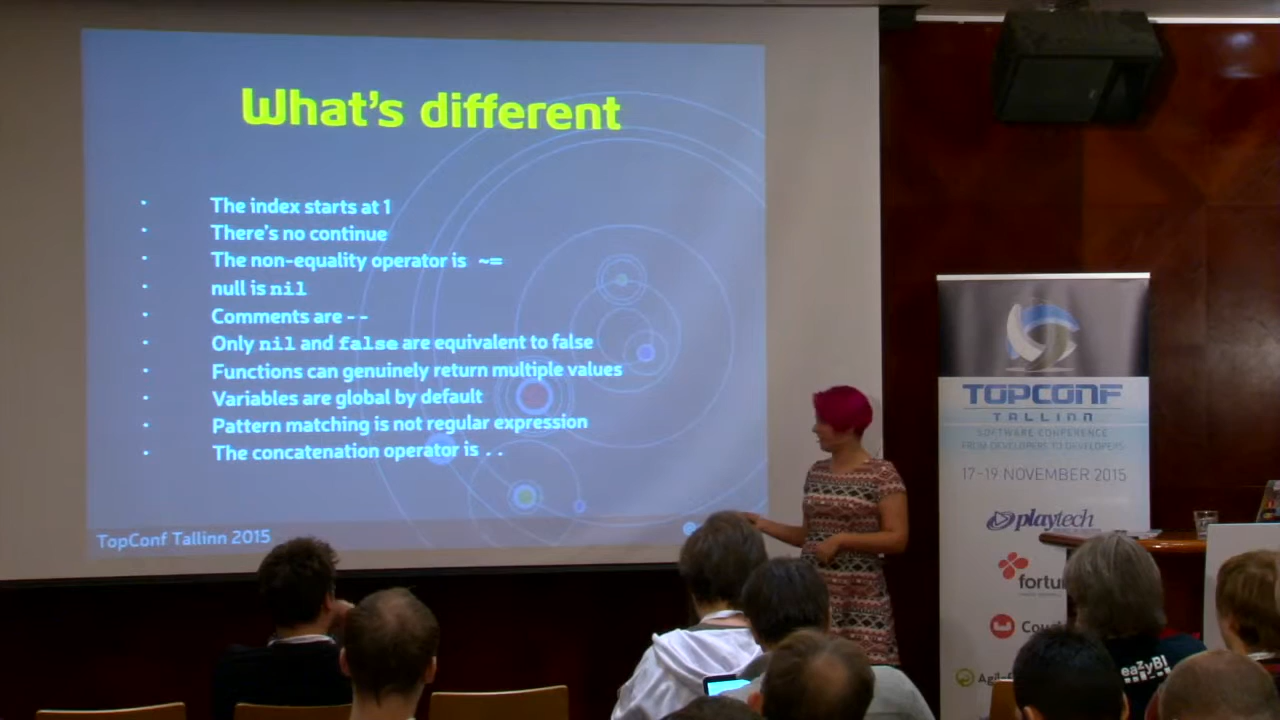 What's different
· The index starts at 1
· There's no continue
· The non-equality operator is ~=
· null is nil
· Comments are --
· Only nil and false are equivalent to false
· Functions can genuinely return multiple values
· Variables are global by default
· Pattern matching is not regular expression
· The concatenation operator is ..
TopConf Tallinn 2015
TOPCONF
TALLINN
SOFTWARE CONFERENCE
FROM DEVELOPERS TO DEVELOPERS
17-19 NOVEMBER 2015
playtech
eaZyBI